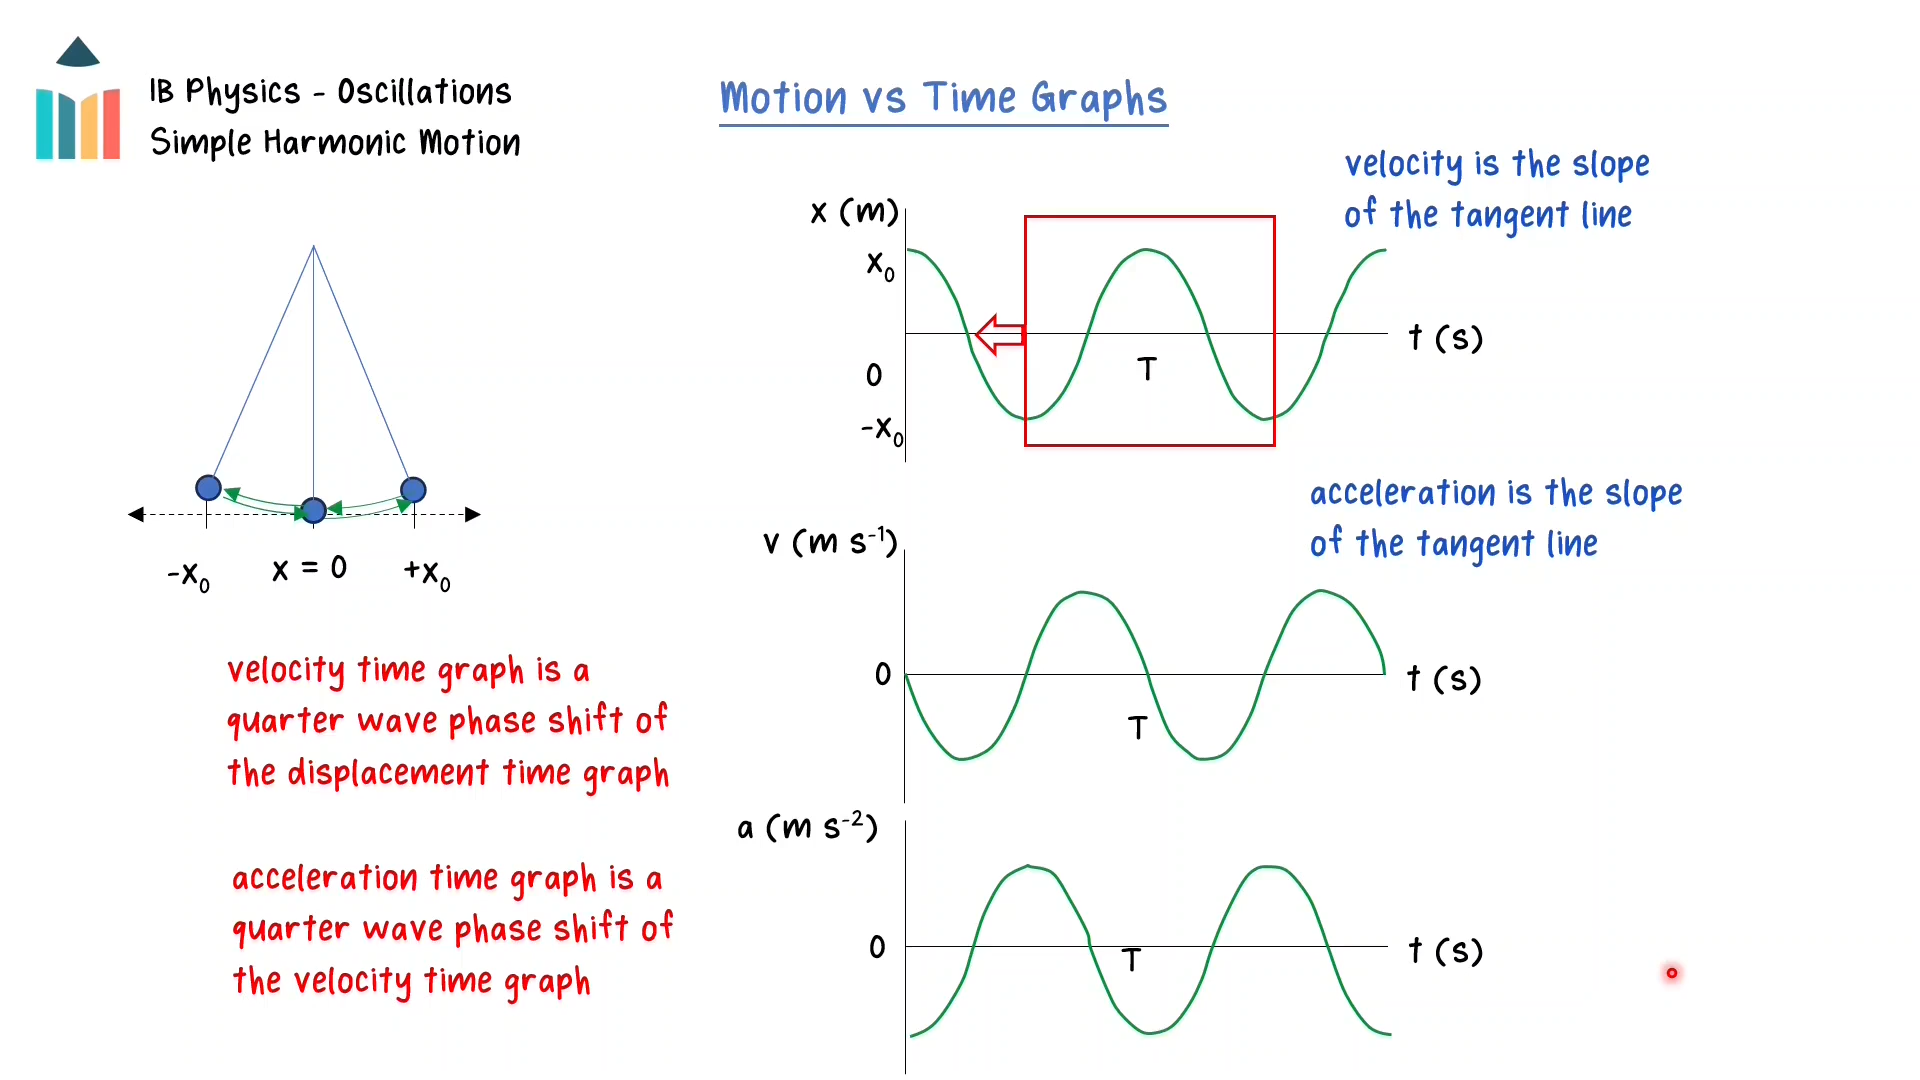 IB Physics - Oscillations
Simple Harmonic Motion
Motion vs Time Graphs
velocity is the slope
of the tangent line
x (m)
x₀
0
-x₀
T
t (s)
acceleration is the slope
of the tangent line
v (m s⁻¹)
0
T
t (s)
a (m s⁻²)
0
T
t (s)
-x₀
x = 0
+x₀
velocity time graph is a
quarter wave phase shift of
the displacement time graph
acceleration time graph is a
quarter wave phase shift of
the velocity time graph